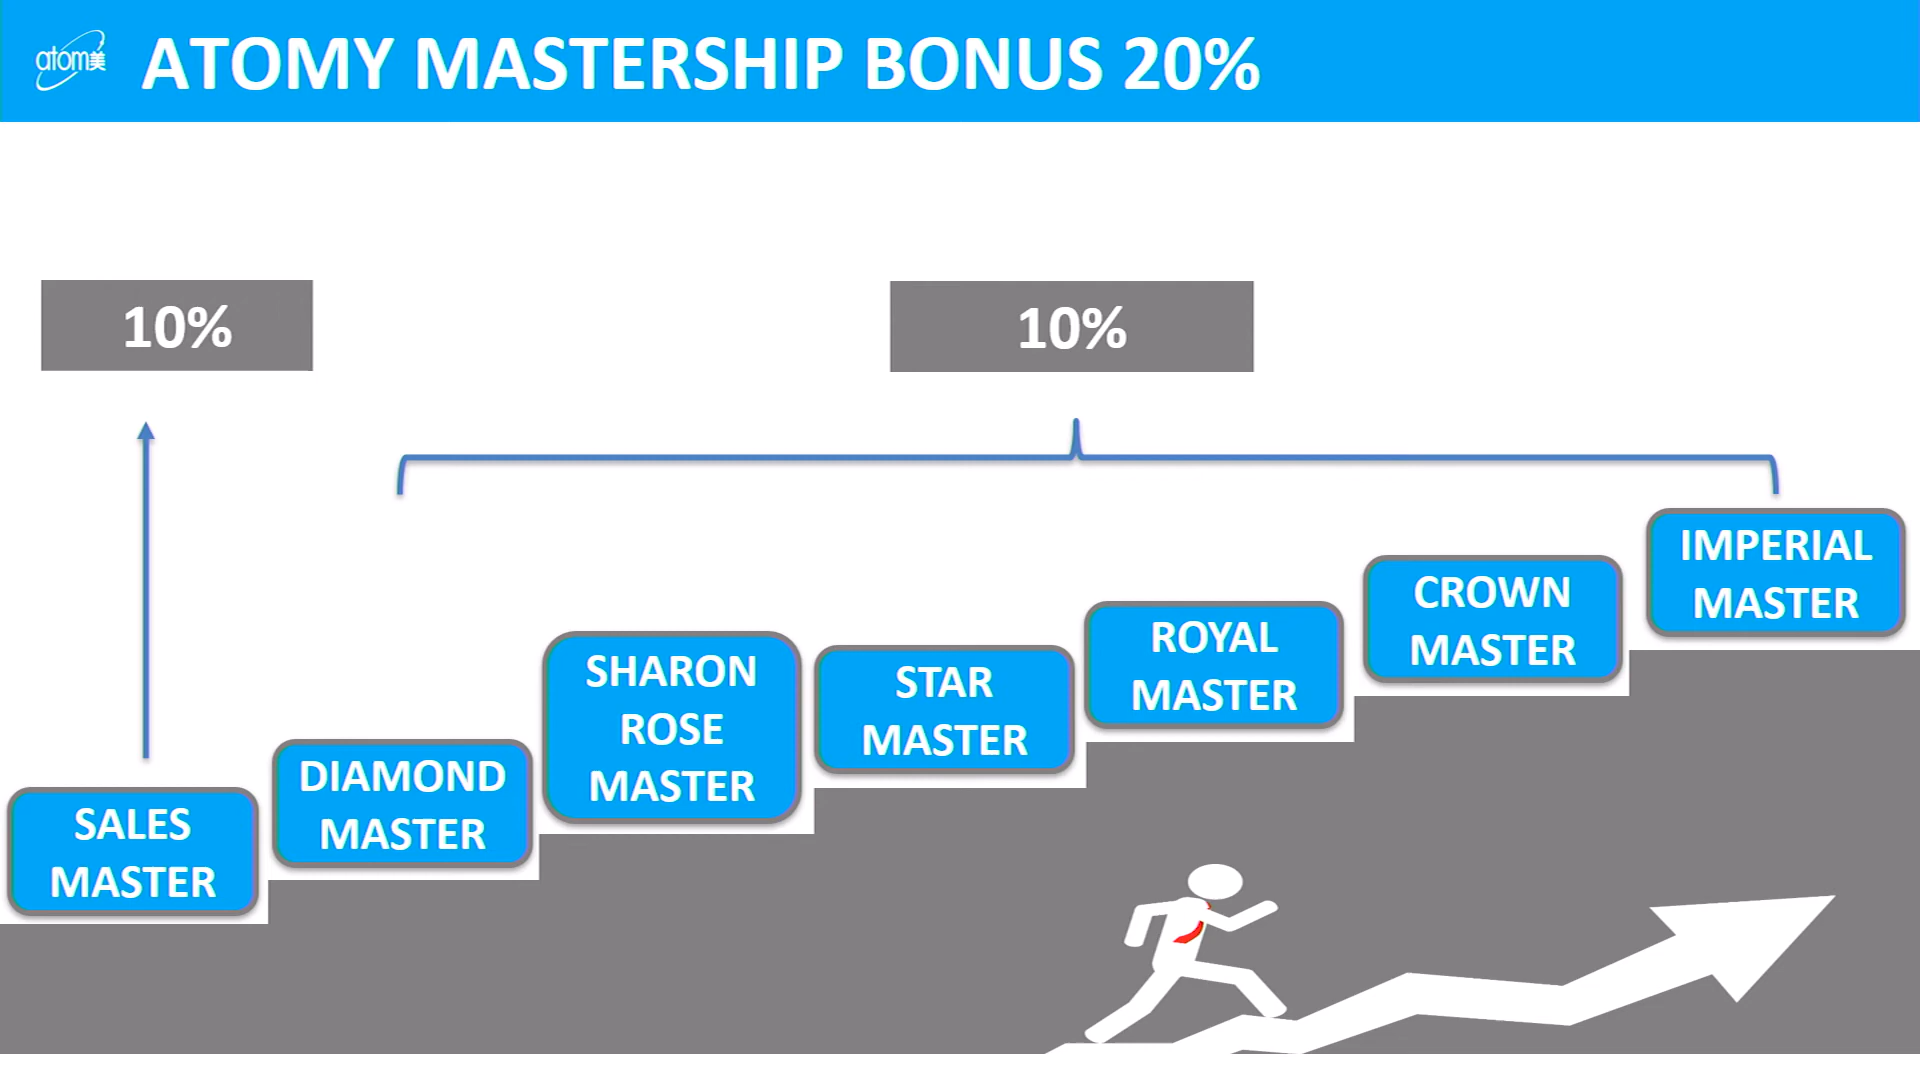 atom美
ATOMY MASTERSHIP BONUS 20%
10%
10%
SALES
MASTER
DIAMOND
MASTER
SHARON
ROSE
MASTER
STAR
MASTER
ROYAL
MASTER
CROWN
MASTER
IMPERIAL
MASTER